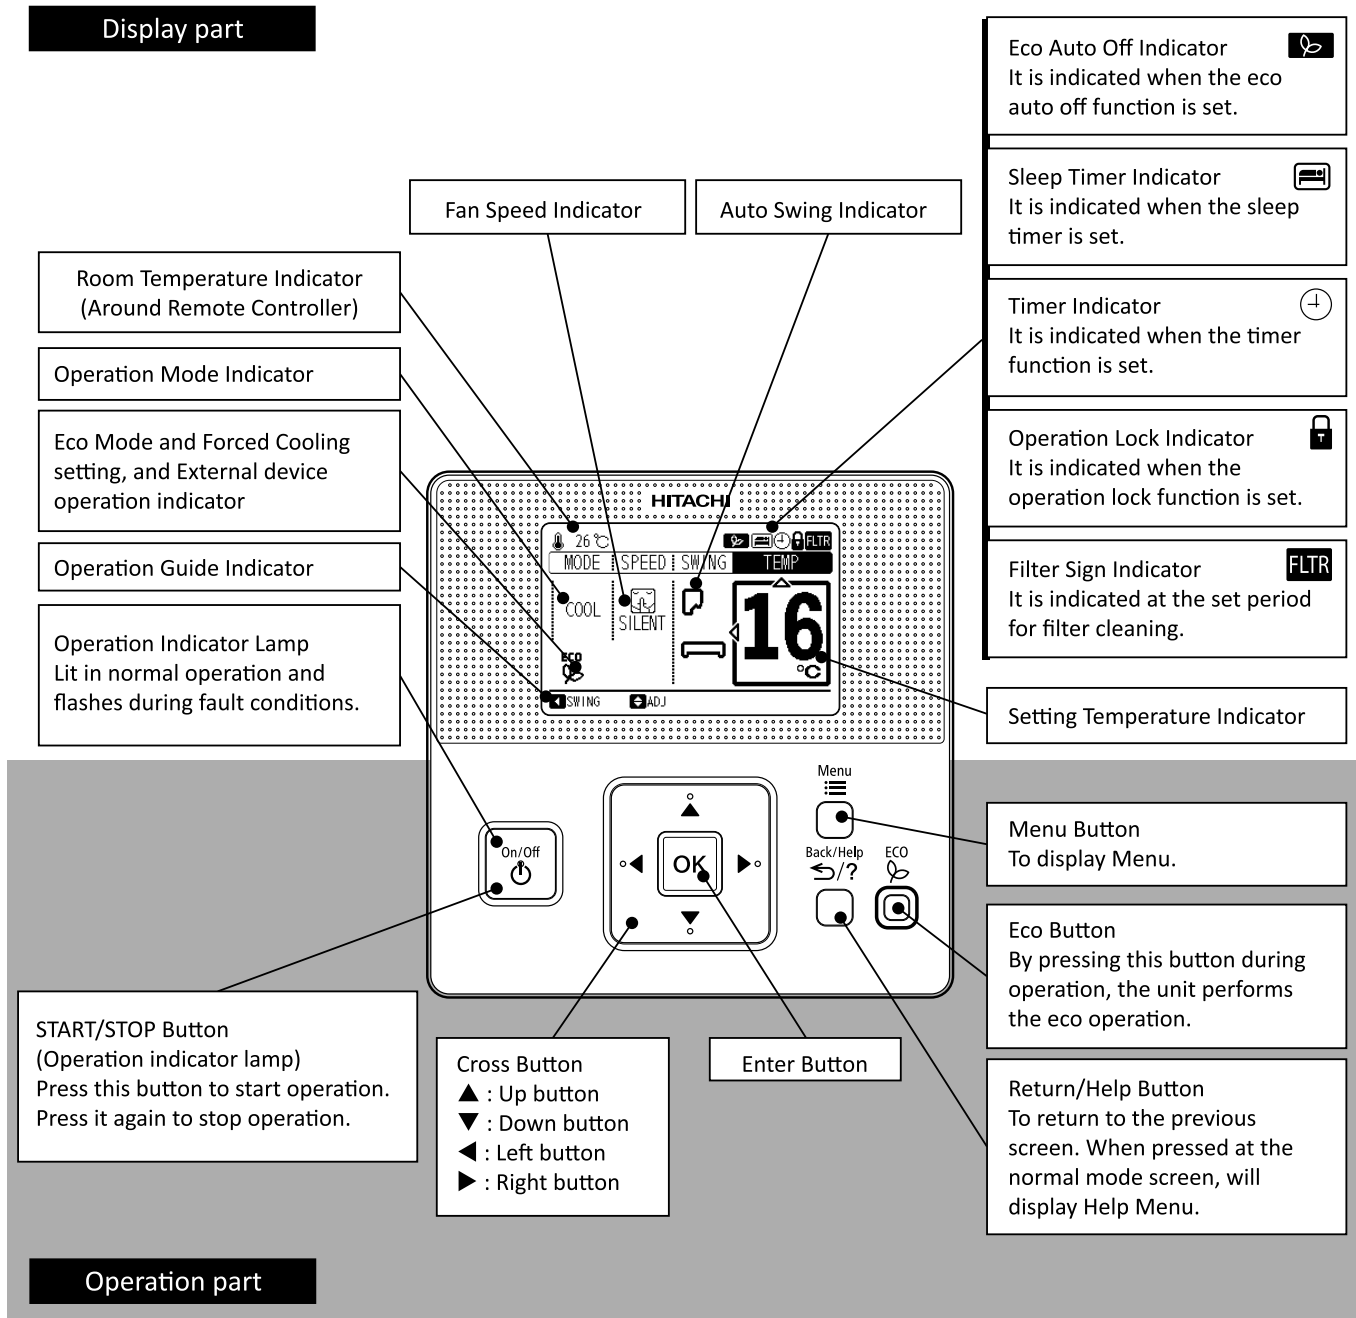 Display part
Eco Auto Off Indicator
It is indicated when the eco
auto off function is set.
Sleep Timer Indicator
It is indicated when the sleep
timer is set.
Timer Indicator
It is indicated when the timer
function is set.
Operation Lock Indicator
It is indicated when the
operation lock function is set.
Filter Sign Indicator
FLTR
It is indicated at the set period
for filter cleaning.
Setting Temperature Indicator
Fan Speed Indicator
Auto Swing Indicator
Room Temperature Indicator
(Around Remote Controller)
Operation Mode Indicator
Eco Mode and Forced Cooling
setting, and External device
operation indicator
Operation Guide Indicator
Operation Indicator Lamp
Lit in normal operation and
flashes during fault conditions.
HITACHI
26 ℃ FLTR
MODE SPEED SWING TEMP
COOL
SILENT
16
°C
ECO
SWING ADJ
Menu
On/Off
OK
Back/Help
/?
ECO
Menu Button
To display Menu.
Eco Button
By pressing this button during
operation, the unit performs
the eco operation.
Return/Help Button
To return to the previous
screen. When pressed at the
normal mode screen, will
display Help Menu.
START/STOP Button
(Operation indicator lamp)
Press this button to start operation.
Press it again to stop operation.
Cross Button
▲ : Up button
▼ : Down button
◀ : Left button
▶ : Right button
Enter Button
Operation part